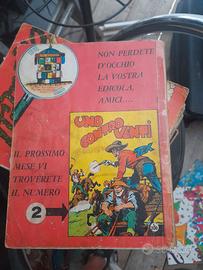 NON PERDETE
D'OCCHIO
LA VOSTRA
EDICOLA,
AMICI....
UNO
CONTRO
VENTI
IL PROSSIMO
MESE VI
TROVERETE
IL NUMERO
2